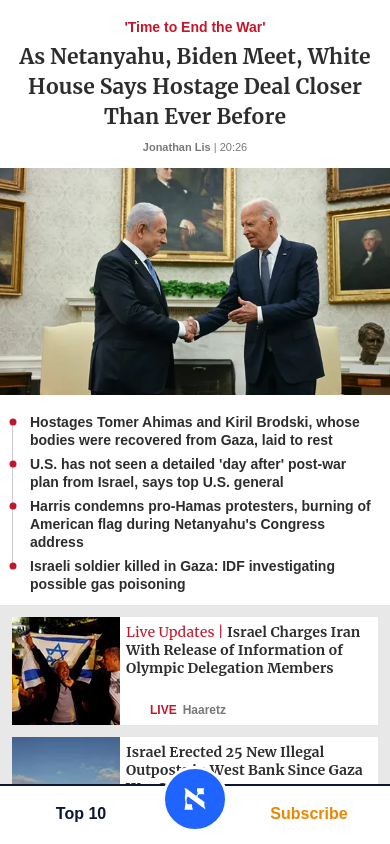 'Time to End the War'
As Netanyahu, Biden Meet, White
House Says Hostage Deal Closer
Than Ever Before
Jonathan Lis | 20:26
Hostages Tomer Ahimas and Kiril Brodski, whose
bodies were recovered from Gaza, laid to rest
U.S. has not seen a detailed 'day after' post-war
plan from Israel, says top U.S. general
Harris condemns pro-Hamas protesters, burning of
American flag during Netanyahu's Congress
address
Israeli soldier killed in Gaza: IDF investigating
possible gas poisoning
Live Updates | Israel Charges Iran
With Release of Information of
Olympic Delegation Members
LIVE Haaretz
Israel Erected 25 New Illegal
West Bank Since Gaza
Top 10
Subscribe